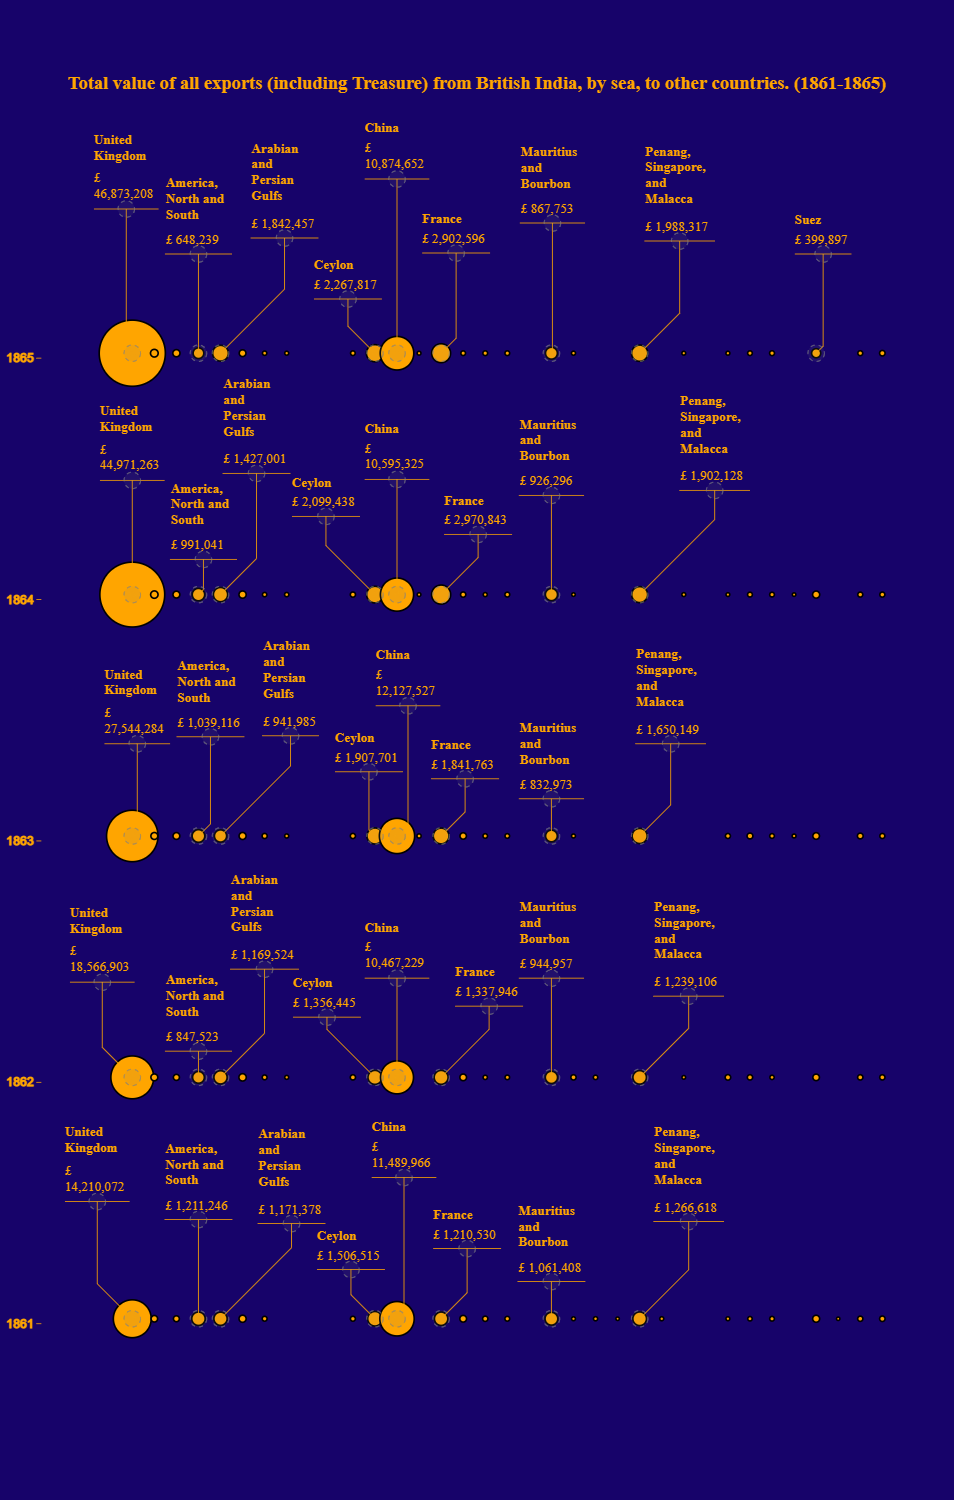 Total value of all exports (including Treasure) from British India, by sea, to other countries. (1861-1865)
United
Kingdom
£
46,873,208
America,
North and
South
£ 648,239
Arabian
and
Persian
Gulfs
£ 1,842,457
Ceylon
£ 2,267,817
China
£
10,874,652
France
£ 2,902,596
Mauritius
and
Bourbon
£ 867,753
Penang,
Singapore,
and
Malacca
£ 1,988,317
Suez
£ 399,897
1865
United
Kingdom
£
44,971,263
America,
North and
South
£ 991,041
Arabian
and
Persian
Gulfs
£ 1,427,001
Ceylon
£ 2,099,438
China
£
10,595,325
France
£ 2,970,843
Mauritius
and
Bourbon
£ 926,296
Penang,
Singapore,
and
Malacca
£ 1,902,128
1864
United
Kingdom
£
27,544,284
America,
North and
South
£ 1,039,116
Arabian
and
Persian
Gulfs
£ 941,985
Ceylon
£ 1,907,701
China
£
12,127,527
France
£ 1,841,763
Mauritius
and
Bourbon
£ 832,973
Penang,
Singapore,
and
Malacca
£ 1,650,149
1863
United
Kingdom
£
18,566,903
America,
North and
South
£ 847,523
Arabian
and
Persian
Gulfs
£ 1,169,524
Ceylon
£ 1,356,445
China
£
10,467,229
France
£ 1,337,946
Mauritius
and
Bourbon
£ 944,957
Penang,
Singapore,
and
Malacca
£ 1,239,106
1862
United
Kingdom
£
14,210,072
America,
North and
South
£ 1,211,246
Arabian
and
Persian
Gulfs
£ 1,171,378
Ceylon
£ 1,506,515
China
£
11,489,966
France
£ 1,210,530
Mauritius
and
Bourbon
£ 1,061,408
Penang,
Singapore,
and
Malacca
£ 1,266,618
1861